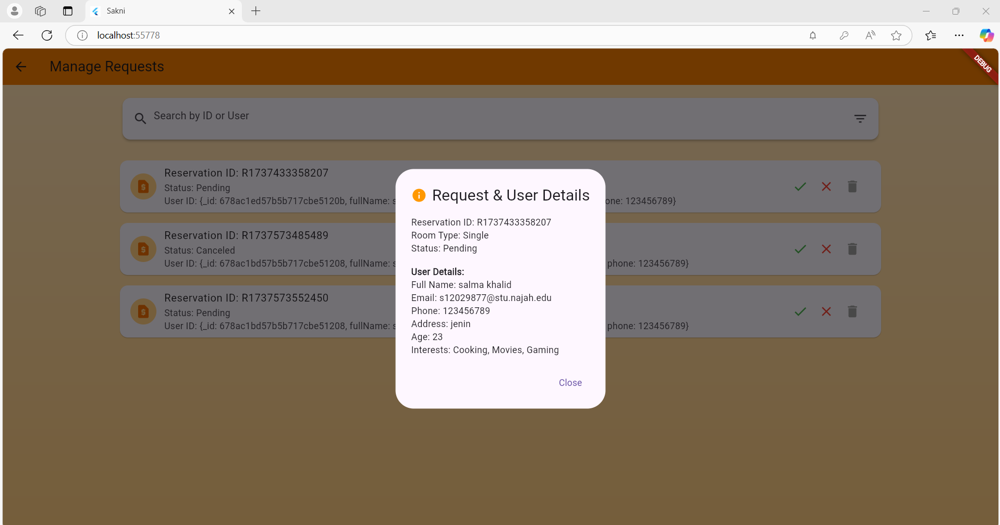 Sakni
localhost:55778
Manage Requests
DEBUG
Search by ID or User
Reservation ID: R1737433358207
Status: Pending
User ID: {_id: 678ac1ed57b5b717cbe5120b, fullName: s
one: 123456789}
Reservation ID: R1737573485489
Status: Canceled
User ID: {_id: 678ac1bd57b5b717cbe51208, fullName: s
phone: 123456789}
Reservation ID: R1737573552450
Status: Pending
User ID: {_id: 678ac1bd57b5b717cbe51208, fullName: s
phone: 123456789}
Request & User Details
Reservation ID: R1737433358207
Room Type: Single
Status: Pending
User Details:
Full Name: salma khalid
Email: s12029877@stu.najah.edu
Phone: 123456789
Address: jenin
Age: 23
Interests: Cooking, Movies, Gaming
Close